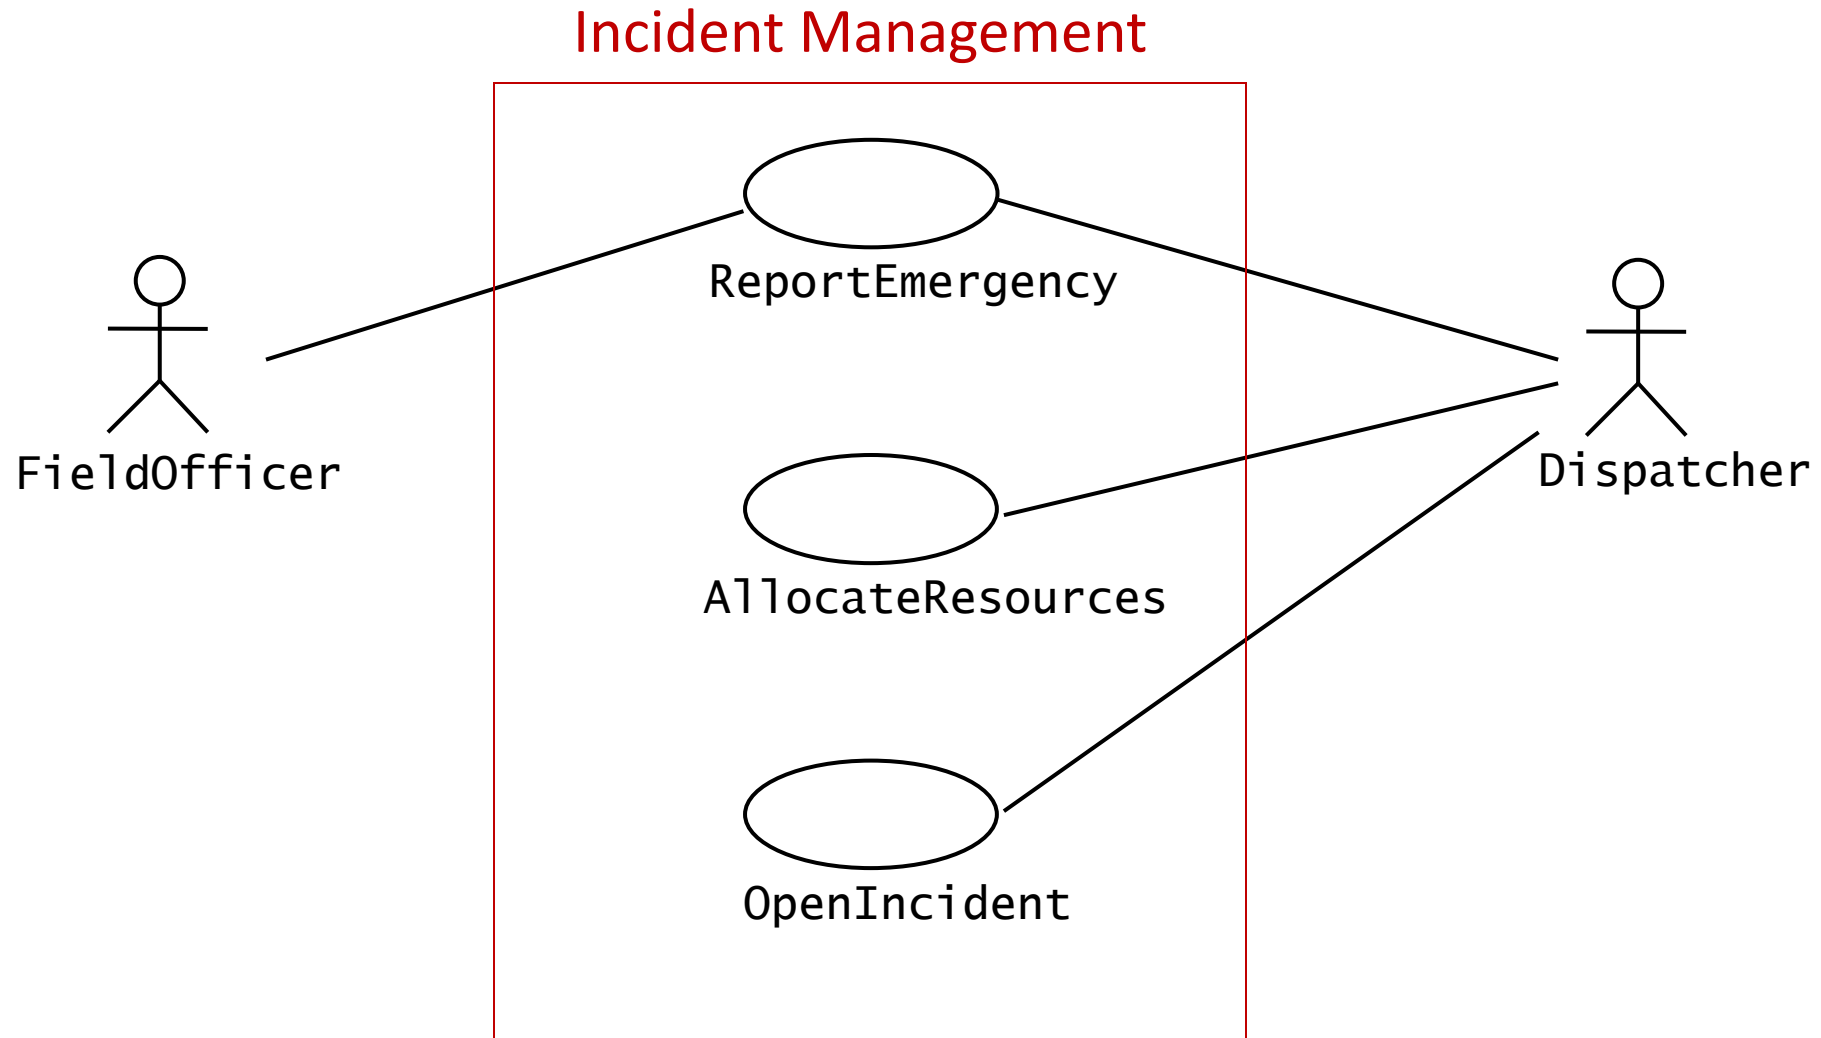 Incident Management
ReportEmergency
FieldOfficer
Dispatcher
AllocateResources
OpenIncident